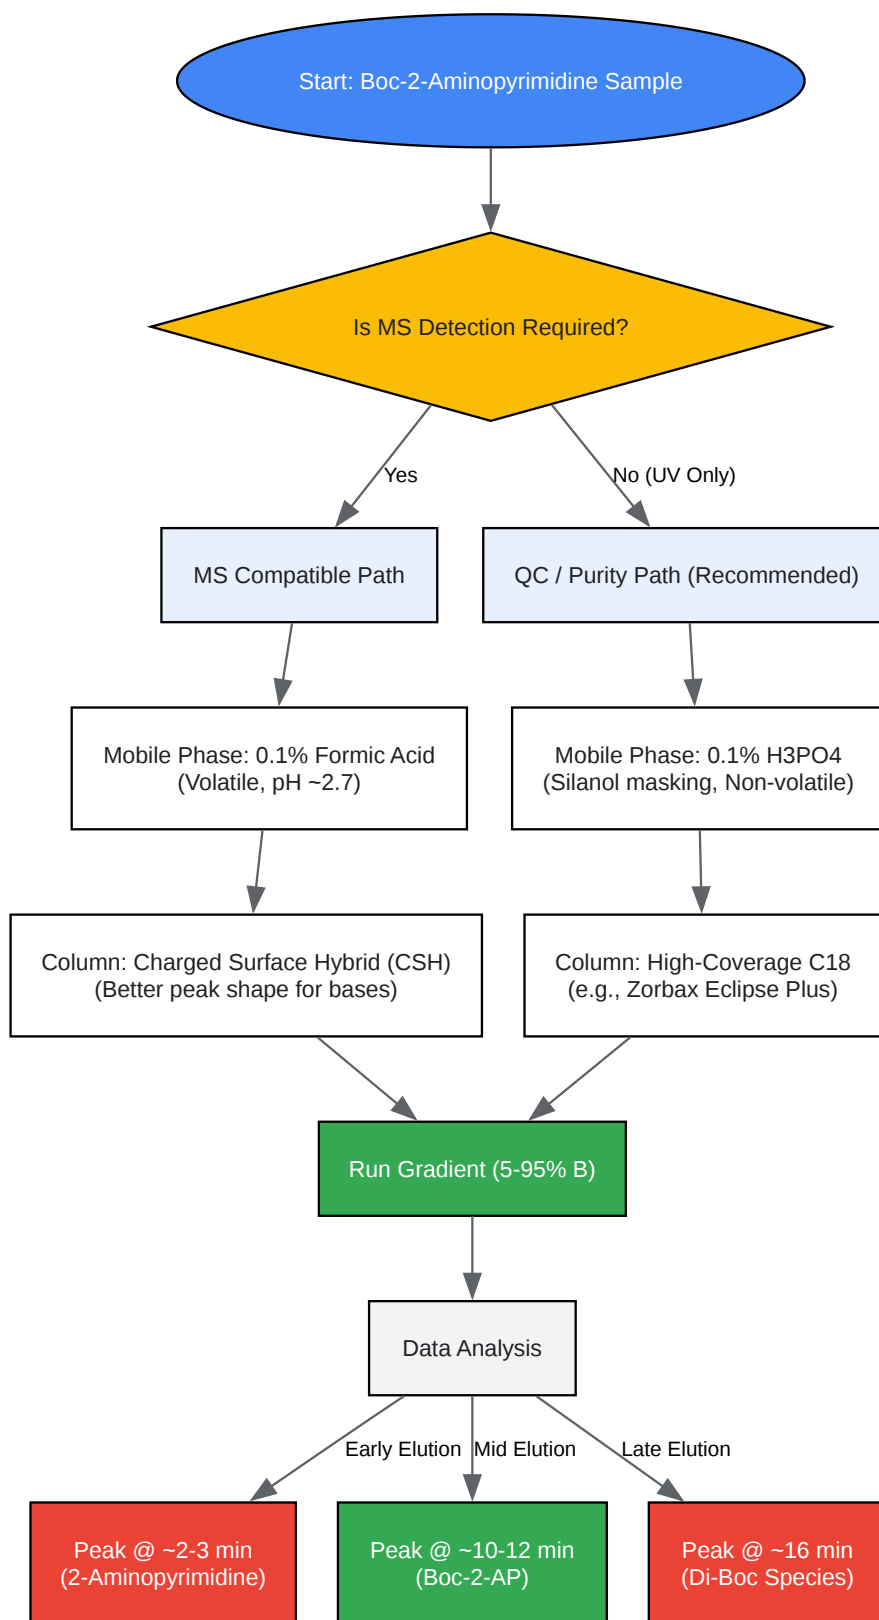 Start: Boc-2-Aminopyrimidine Sample
Is MS Detection Required?
Yes
No (UV Only)
MS Compatible Path
QC / Purity Path (Recommended)
Mobile Phase: 0.1% Formic Acid
(Volatile, pH ~2.7)
Mobile Phase: 0.1% H3PO4
(Silanol masking, Non-volatile)
Column: Charged Surface Hybrid (CSH)
(Better peak shape for bases)
Column: High-Coverage C18
(e.g., Zorbax Eclipse Plus)
Run Gradient (5-95% B)
Data Analysis
Early Elution
Mid Elution
Late Elution
Peak @ ~2-3 min
(2-Aminopyrimidine)
Peak @ ~10-12 min
(Boc-2-AP)
Peak @ ~16 min
(Di-Boc Species)